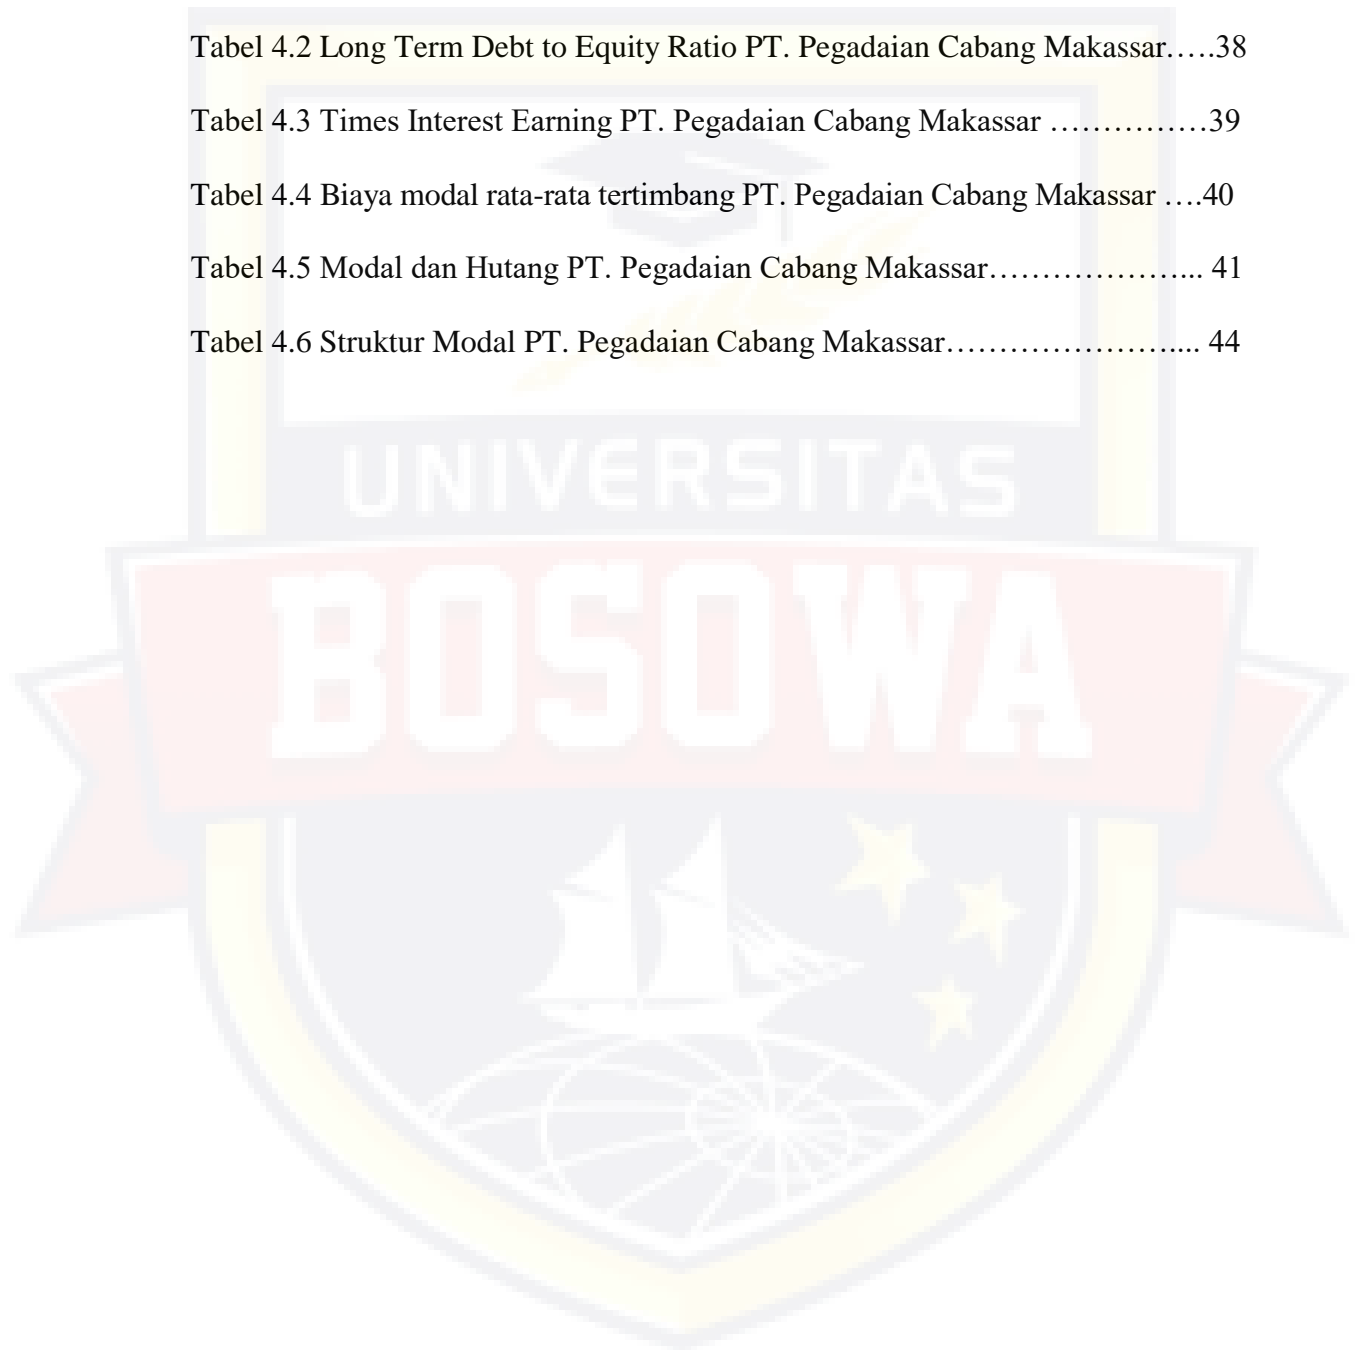 Tabel 4.2 Long Term Debt to Equity Ratio PT. Pegadaian Cabang Makassar…..38
Tabel 4.3 Times Interest Earning PT. Pegadaian Cabang Makassar ……………39
Tabel 4.4 Biaya modal rata-rata tertimbang PT. Pegadaian Cabang Makassar ….40
Tabel 4.5 Modal dan Hutang PT. Pegadaian Cabang Makassar………………... 41
Tabel 4.6 Struktur Modal PT. Pegadaian Cabang Makassar………………….... 44
UNIVERSITAS
BOSOWA